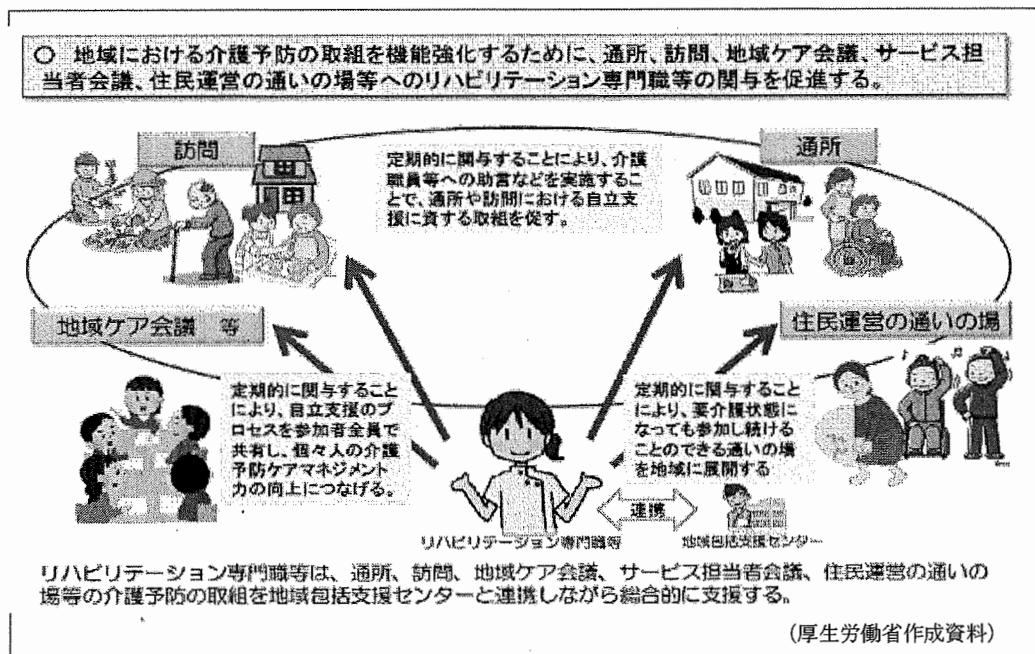 ○ 地域における介護予防の取組を機能強化するために、通所、訪問、地域ケア会議、サービス担
当者会議、住民運営の通いの場等へのリハビリテーション専門職等の関与を促進する。
訪問
定期的に関与することにより、介護
職員等への助言などを実施するこ
とで、通所や訪問における自立支
援に資する取組を促す。
通所
地域ケア会議 等
住民運営の通いの場
定期的に関与すること
により、自立支援のプ
ロセスを参加者全員で
共有し、個々人の介護
予防ケアマネジメント
力の向上につなげる。
定期的に関与すること
により、要介護状態に
なっても参加し続ける
ことのできる通いの場
を地域に展開する
連携
リハビリテーション専門職等
地域包括支援センター
リハビリテーション専門職等は、通所、訪問、地域ケア会議、サービス担当者会議、住民運営の通いの
場等の介護予防の取組を地域包括支援センターと連携しながら総合的に支援する。
(厚生労働省作成資料)